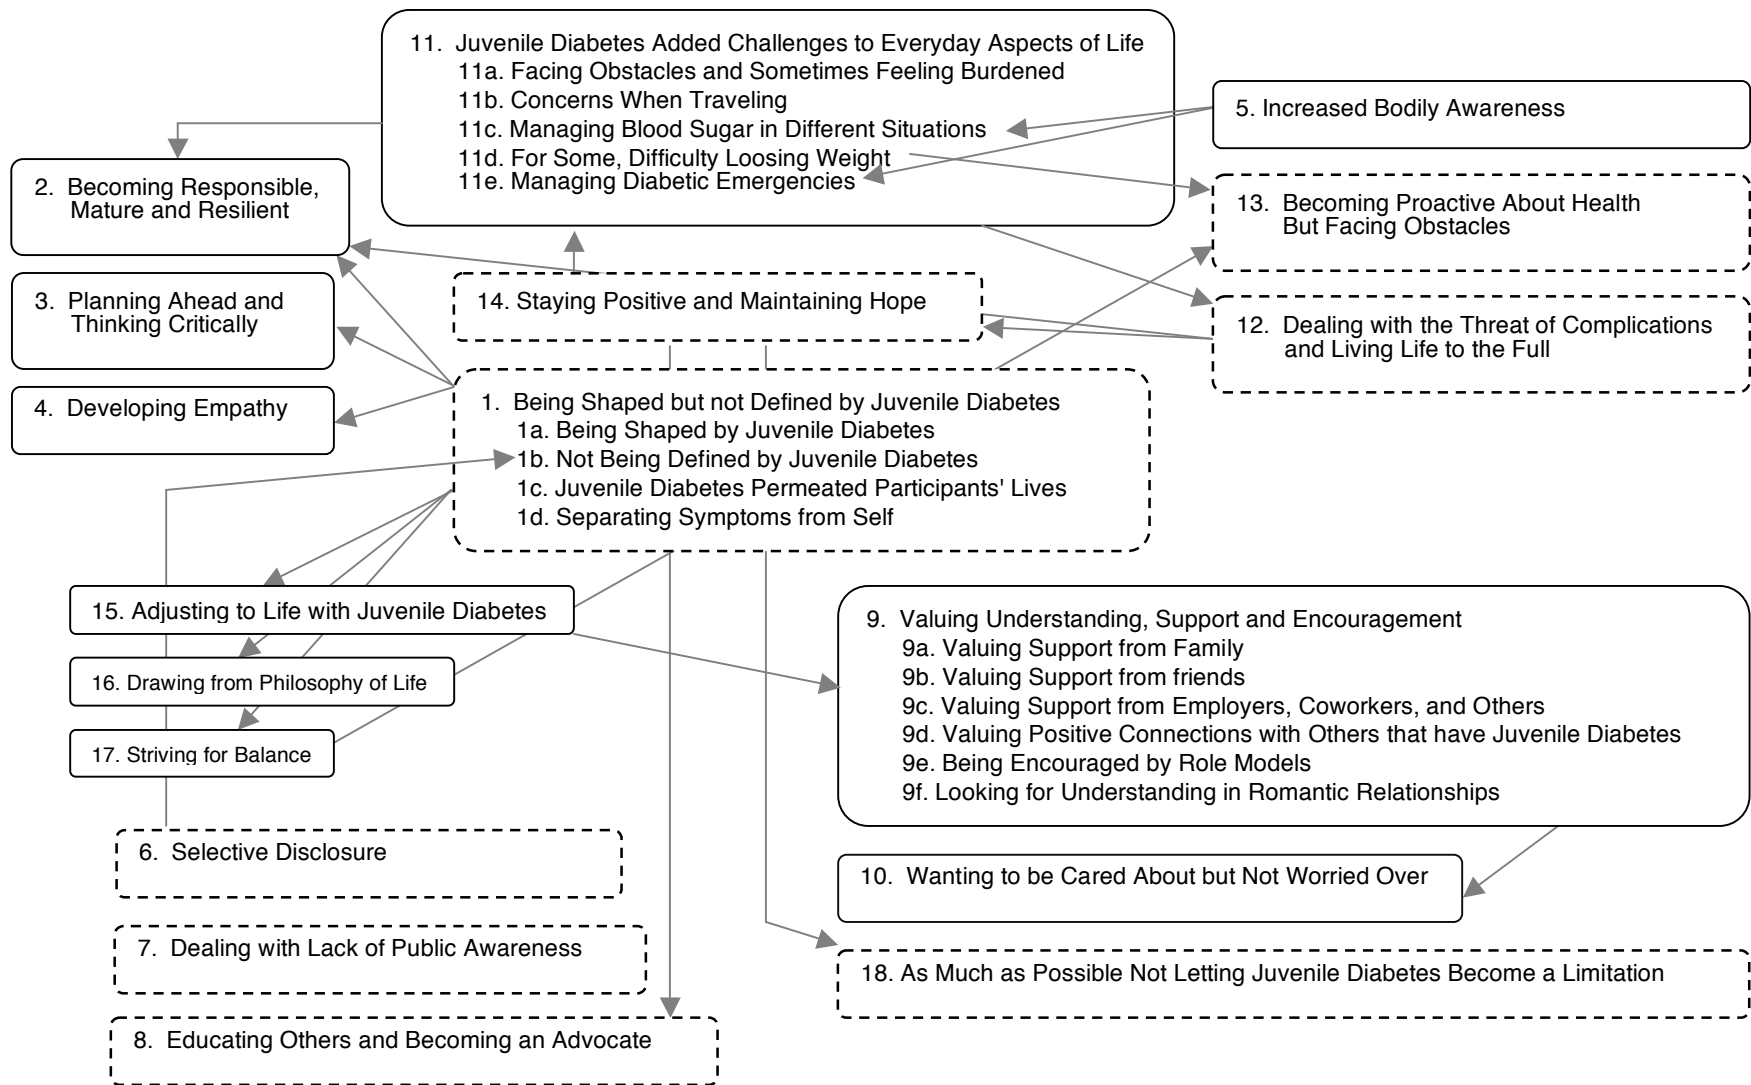 11. Juvenile Diabetes Added Challenges to Everyday Aspects of Life
11a. Facing Obstacles and Sometimes Feeling Burdened
11b. Concerns When Traveling
11c. Managing Blood Sugar in Different Situations
11d. For Some, Difficulty Loosing Weight
11e. Managing Diabetic Emergencies
5. Increased Bodily Awareness
2. Becoming Responsible,
Mature and Resilient
13. Becoming Proactive About Health
But Facing Obstacles
3. Planning Ahead and
Thinking Critically
14. Staying Positive and Maintaining Hope
12. Dealing with the Threat of Complications
and Living Life to the Full
4. Developing Empathy
1. Being Shaped but not Defined by Juvenile Diabetes
1a. Being Shaped by Juvenile Diabetes
1b. Not Being Defined by Juvenile Diabetes
1c. Juvenile Diabetes Permeated Participants' Lives
1d. Separating Symptoms from Self
15. Adjusting to Life with Juvenile Diabetes
16. Drawing from Philosophy of Life
17. Striving for Balance
9. Valuing Understanding, Support and Encouragement
9a. Valuing Support from Family
9b. Valuing Support from friends
9c. Valuing Support from Employers, Coworkers, and Others
9d. Valuing Positive Connections with Others that have Juvenile Diabetes
9e. Being Encouraged by Role Models
9f. Looking for Understanding in Romantic Relationships
6. Selective Disclosure
10. Wanting to be Cared About but Not Worried Over
7. Dealing with Lack of Public Awareness
18. As Much as Possible Not Letting Juvenile Diabetes Become a Limitation
8. Educating Others and Becoming an Advocate